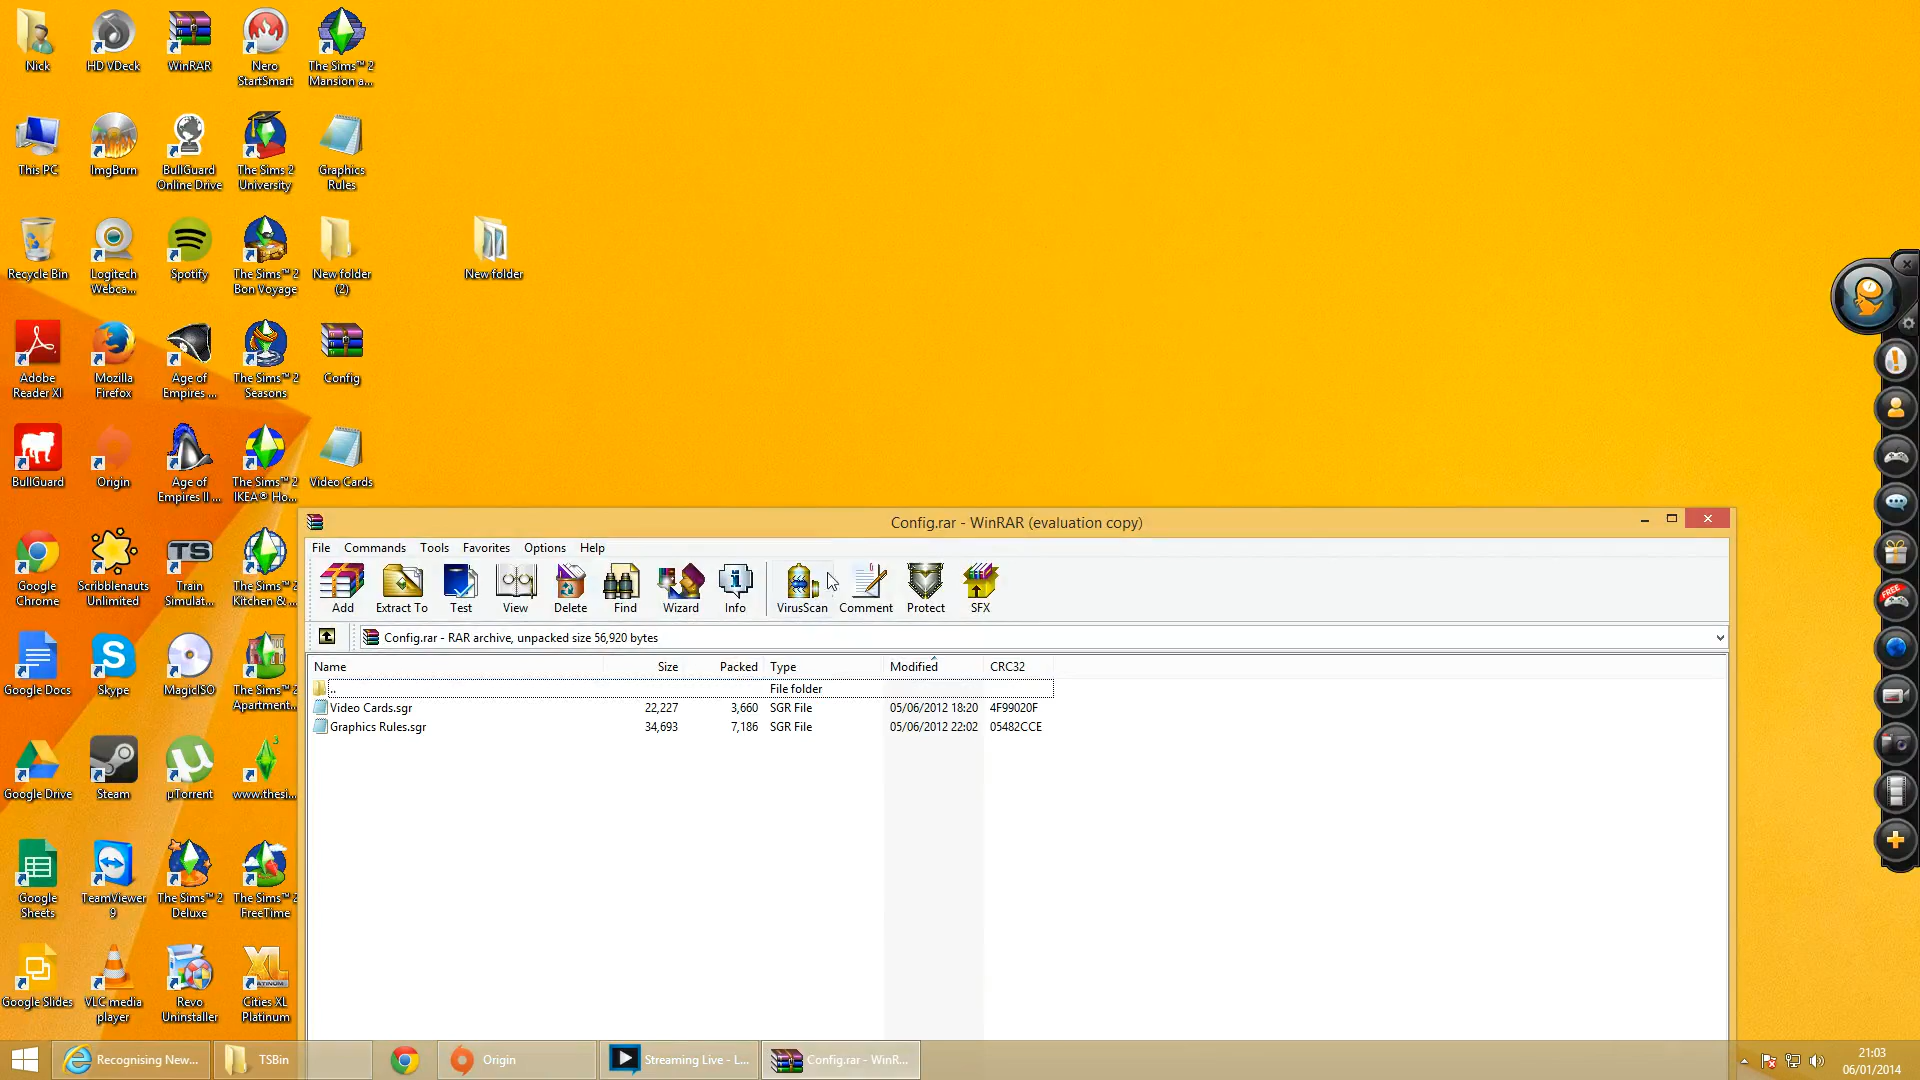 Nick
HD VDeck
WinRAR
Nero
StartSmart
The Sims™ 2
Mansion a...
This PC
ImgBurn
BullGuard
Online Drive
The Sims 2
University
Graphics
Rules
Recycle Bin
Logitech
Webca...
Spotify
The Sims™ 2
Bon Voyage
New folder
(2)
New folder
Adobe
Reader XI
Mozilla
Firefox
Age of
Empires ...
The Sims™ 2
Seasons
Config
BullGuard
Origin
Age of
Empires II ...
The Sims™ 2
IKEA® Ho...
Video Cards
Google
Chrome
Scribblenauts
Unlimited
TS
Train
Simulat...
The Sims™ 2
Kitchen & ...
Google Docs
Skype
MagicISO
The Sims™ 2
Apartment...
Google Drive
Steam
µTorrent
www.thesi...
Google
Sheets
TeamViewer
9
The Sims™ 2
Deluxe
The Sims™ 2
FreeTime
Google Slides
VLC media
player
Revo
Uninstaller
XL
PLATINUM
Cities XL
Platinum
Config.rar - WinRAR (evaluation copy)
File Commands Tools Favorites Options Help
Add Extract To Test View Delete Find Wizard Info VirusScan Comment Protect SFX
Config.rar - RAR archive, unpacked size 56,920 bytes
Name Size Packed Type Modified CRC32
.. File folder
Video Cards.sgr 22,227 3,660 SGR File 05/06/2012 18:20 4F99020F
Graphics Rules.sgr 34,693 7,186 SGR File 05/06/2012 22:02 05482CCE
FREE
Recognising New... TSBin Origin Streaming Live - L... Config.rar - WinR...
21:03
06/01/2014